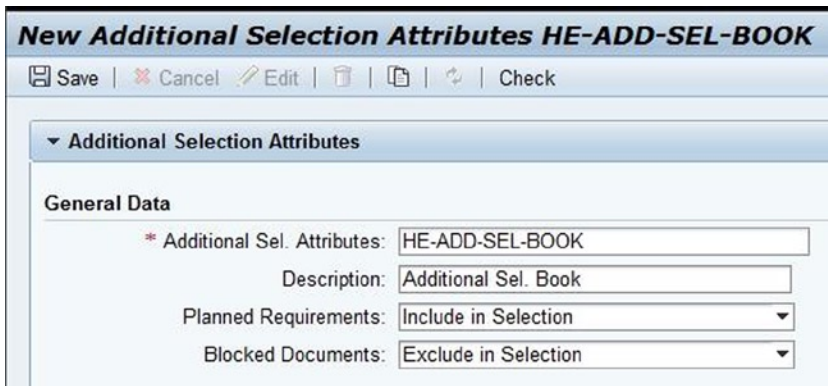 New Additional Selection Attributes HE-ADD-SEL-BOOK
Save | Cancel Edit | | | | Check
Additional Selection Attributes
General Data
* Additional Sel. Attributes: HE-ADD-SEL-BOOK
Description: Additional Sel. Book
Planned Requirements: Include in Selection
Blocked Documents: Exclude in Selection